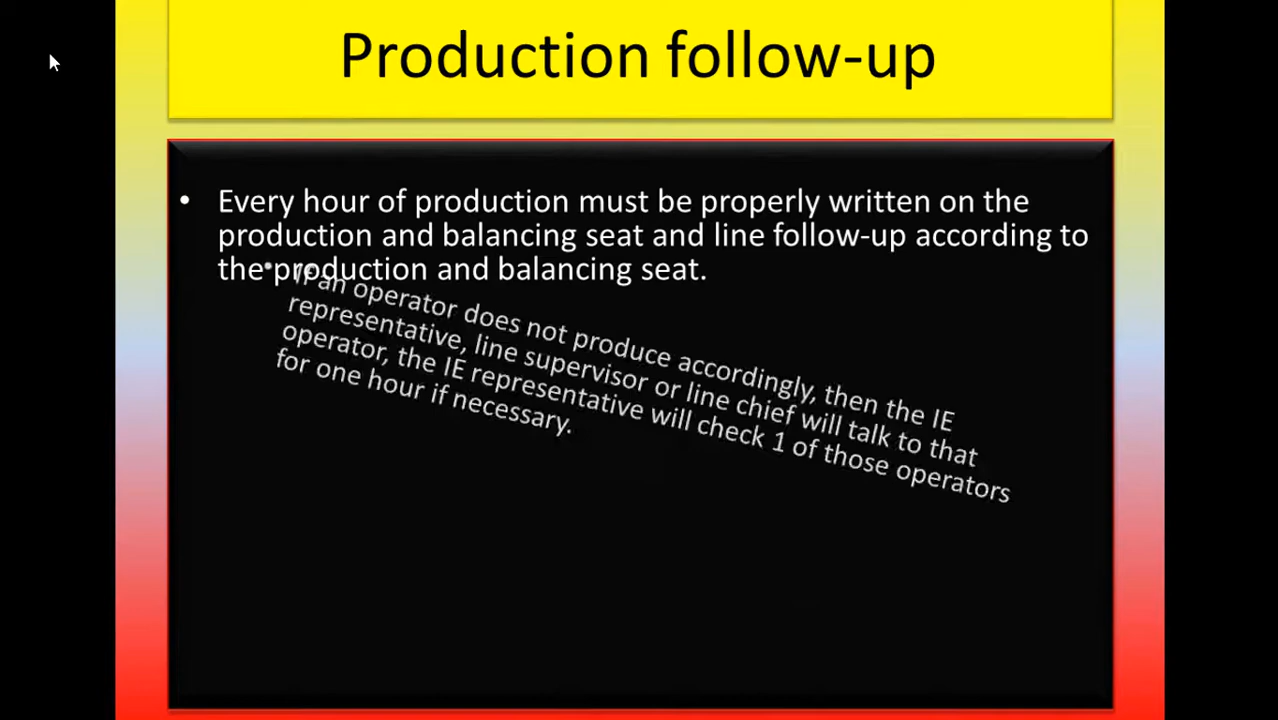 Production follow-up
• Every hour of production must be properly written on the
production and balancing seat and line follow-up according to
the production and balancing seat.
• If an operator does not produce accordingly, then the IE
representative, line supervisor or line chief will talk to that
operator, the IE representative will check 1 of those operators
for one hour if necessary.